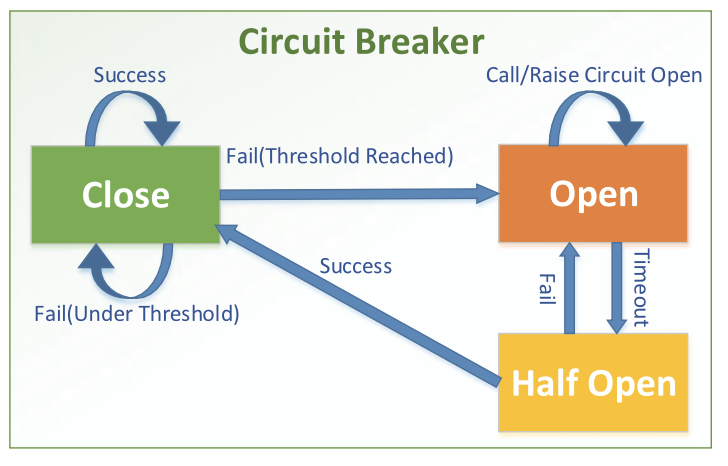 Circuit Breaker
Success
Call/Raise Circuit Open
Fail(Threshold Reached)
Close
Open
Success
Fail
Timeout
Fail(Under Threshold)
Half Open